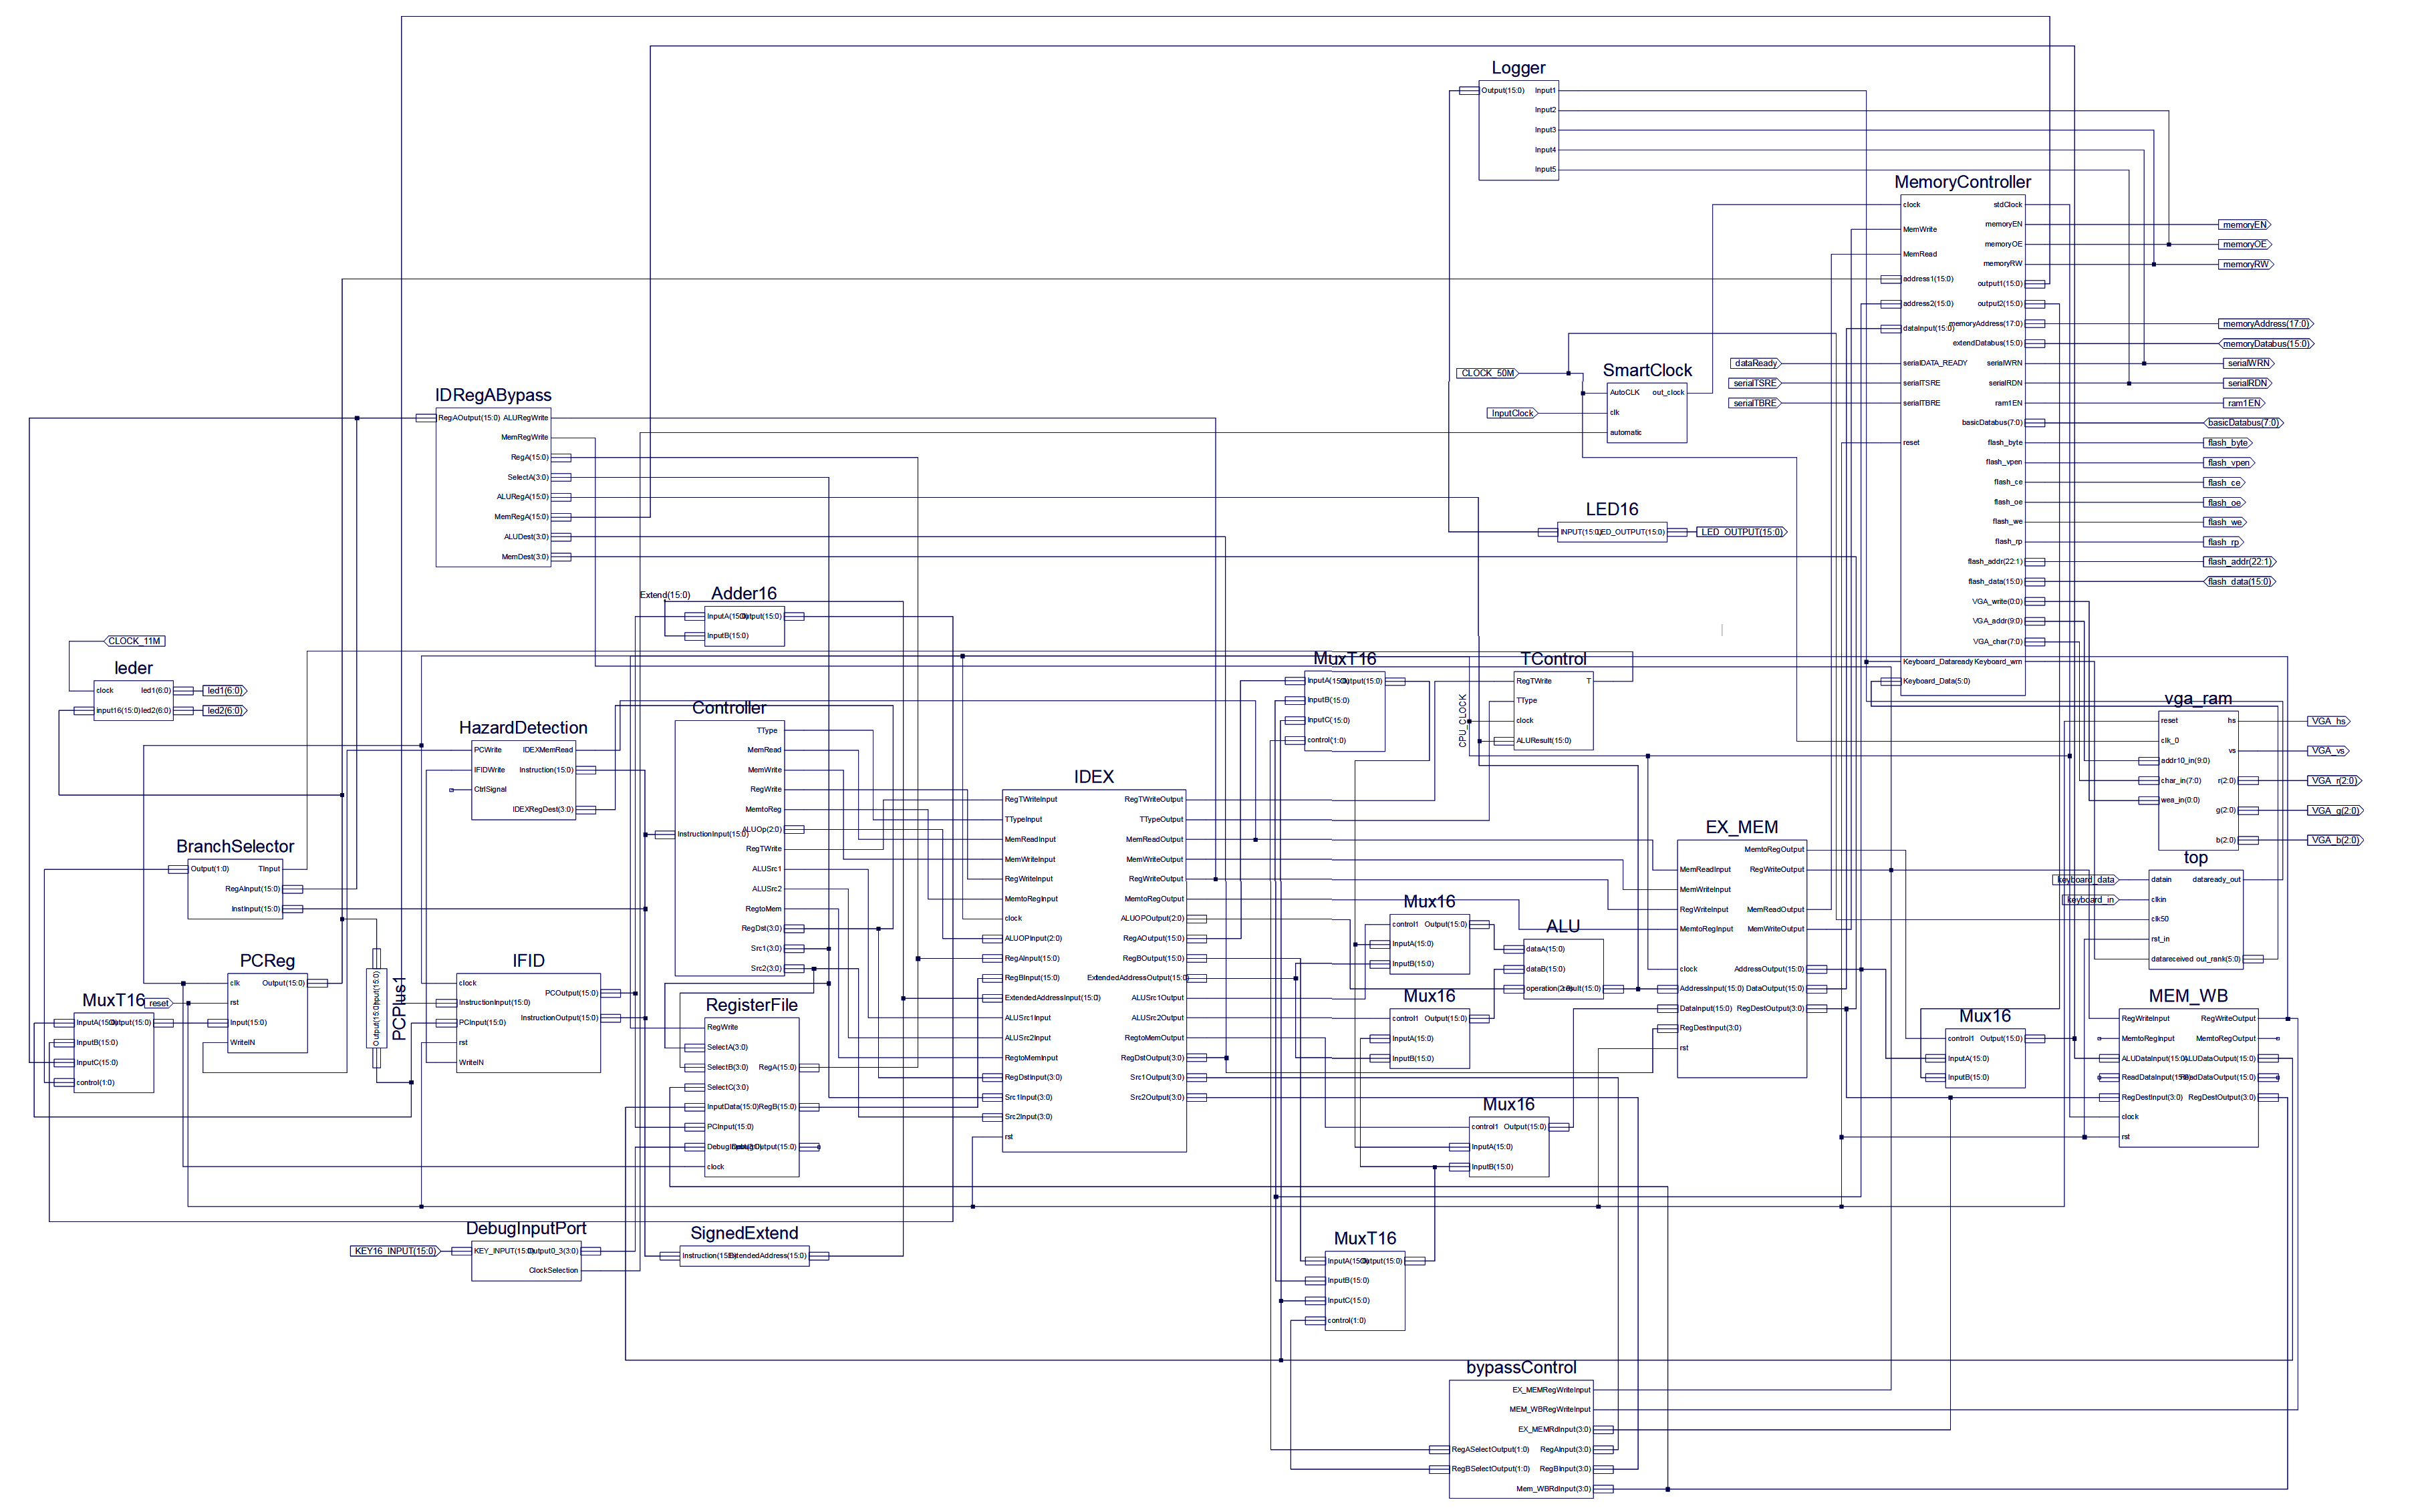 Logger
Output(15:0) Input1
Input2
Input3
Input4
Input5
MemoryController
clock stdClock
MemWrite memoryEN
memoryOE
MemRead memoryRW
address1(15:0) output1(15:0)
address2(15:0) output2(15:0)
dataInput(15:0) memoryAddress(17:0)
extendDatabus(15:0)
serialDATA_READY serialWRN
serialTSRE serialRDN
serialTBRE ram1EN
basicDatabus(7:0)
reset flash_byte
flash_vpen
flash_ce
flash_oe
flash_we
flash_rp
flash_addr(22:1)
flash_data(15:0)
VGA_write(0:0)
VGA_addr(9:0)
VGA_char(7:0)
Keyboard_Dataready Keyboard_wrn
Keyboard_Data(5:0)
memoryEN
memoryOE
memoryRW
memoryAddress(17:0)
memoryDatabus(15:0)
serialWRN
serialRDN
ram1EN
basicDatabus(7:0)
flash_byte
flash_vpen
flash_ce
flash_oe
flash_we
flash_rp
flash_addr(22:1)
flash_data(15:0)
dataReady
serialTSRE
serialTBRE
CLOCK_50M
InputClock
SmartClock
AutoCLK out_clock
clk
automatic
LED16
INPUT(15:0) LED_OUTPUT(15:0)
LED_OUTPUT(15:0)
IDRegABypass
RegAOutput(15:0) ALURegWrite
MemRegWrite
RegA(15:0)
SelectA(3:0)
ALURegA(15:0)
MemRegA(15:0)
ALUDest(3:0)
MemDest(3:0)
Extend(15:0)
Adder16
InputA(15:0) Output(15:0)
InputB(15:0)
CLOCK_11M
leder
clock led1(6:0)
input16(15:0) led2(6:0)
led1(6:0)
led2(6:0)
HazardDetection
PCWrite IDEXMemRead
IFIDWrite Instruction(15:0)
CtrlSignal
IDEXRegDest(3:0)
Controller
TType
MemRead
MemWrite
RegWrite
MemtoReg
InstructionInput(15:0) ALUOp(2:0)
RegTWrite
ALUSrc1
ALUSrc2
RegtoMem
RegDst(3:0)
Src1(3:0)
Src2(3:0)
BranchSelector
Output(1:0) TInput
RegAInput(15:0)
InstInput(15:0)
PCReg
clk Output(15:0)
rst
Input(15:0)
WriteIN
MuxT16
reset
InputA(15:0) Output(15:0)
InputB(15:0)
InputC(15:0)
control(1:0)
PCPlus1
IFID
clock
PCOutput(15:0)
InstructionInput(15:0)
PCInput(15:0) InstructionOutput(15:0)
rst
WriteIN
RegisterFile
RegWrite
SelectA(3:0)
SelectB(3:0) RegA(15:0)
SelectC(3:0)
InputData(15:0) RegB(15:0)
PCInput(15:0)
clock
IDEX
RegTWriteInput RegTWriteOutput
TTypeInput TTypeOutput
MemReadInput MemReadOutput
MemWriteInput MemWriteOutput
RegWriteInput RegWriteOutput
MemtoRegInput MemtoRegOutput
clock ALUOPOutput(2:0)
ALUOPInput(2:0) RegAOutput(15:0)
RegAInput(15:0) RegBOutput(15:0)
RegBInput(15:0) ExtendedAddressOutput(15:0)
ExtendedAddressInput(15:0) ALUSrc1Output
ALUSrc1Input ALUSrc2Output
ALUSrc2Input RegtoMemOutput
RegtoMemInput RegDstOutput(3:0)
RegDstInput(3:0) Src1Output(3:0)
Src1Input(3:0) Src2Output(3:0)
Src2Input(3:0)
rst
MuxT16
InputA(15:0) Output(15:0)
InputB(15:0)
InputC(15:0)
control(1:0)
CPU_CLOCK
TControl
RegTWrite T
TType
clock
ALUResult(15:0)
Mux16
control1 Output(15:0)
InputA(15:0)
InputB(15:0)
ALU
dataA(15:0)
dataB(15:0)
operation(2:0) result(15:0)
Mux16
control1 Output(15:0)
InputA(15:0)
InputB(15:0)
Mux16
control1 Output(15:0)
InputA(15:0)
InputB(15:0)
EX_MEM
MemtoRegOutput
MemReadInput RegWriteOutput
MemWriteInput
RegWriteInput MemReadOutput
MemtoRegInput MemWriteOutput
clock AddressOutput(15:0)
AddressInput(15:0) DataOutput(15:0)
DataInput(15:0) RegDestOutput(3:0)
RegDestInput(3:0)
rst
vga_ram
reset hs
clk_0 vs
addr10_in(9:0)
char_in(7:0) r(2:0)
wea_in(0:0) g(2:0)
b(2:0)
VGA_hs
VGA_vs
VGA_r(2:0)
VGA_g(2:0)
VGA_b(2:0)
top
keyboard_data
keyboard_in
datain dataready_out
clkin
clk50
rst_in
datareceived out_rank(5:0)
Mux16
control1 Output(15:0)
InputA(15:0)
InputB(15:0)
MEM_WB
RegWriteInput RegWriteOutput
MemtoRegInput MemtoRegOutput
ALUDataInput(15:0) ALUDataOutput(15:0)
ReadDataInput(15:0) ReadDataOutput(15:0)
RegDestInput(3:0) RegDestOutput(3:0)
clock
rst
KEY16_INPUT(15:0)
DebugInputPort
KEY_INPUT(15:0) Output0_3(3:0)
ClockSelection
SignedExtend
Instruction(15:0) ExtendedAddress(15:0)
MuxT16
InputA(15:0) Output(15:0)
InputB(15:0)
InputC(15:0)
control(1:0)
bypassControl
EX_MEMRegWriteInput
MEM_WBRegWriteInput
EX_MEMRdInput(3:0)
RegASelectOutput(1:0) RegAInput(3:0)
RegBSelectOutput(1:0) RegBInput(3:0)
Mem_WBRdInput(3:0)